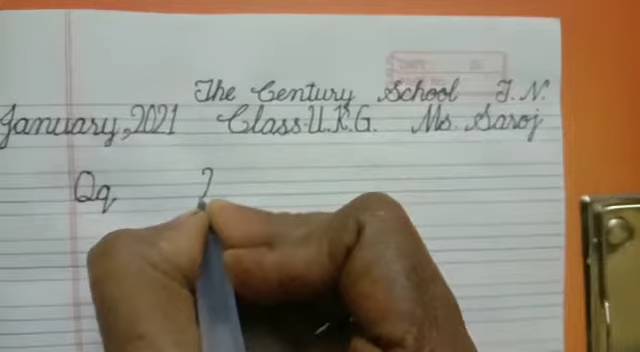 The Century School J.N.
January, 2021 Class-U.K.G. Ms. Saroj
Qq